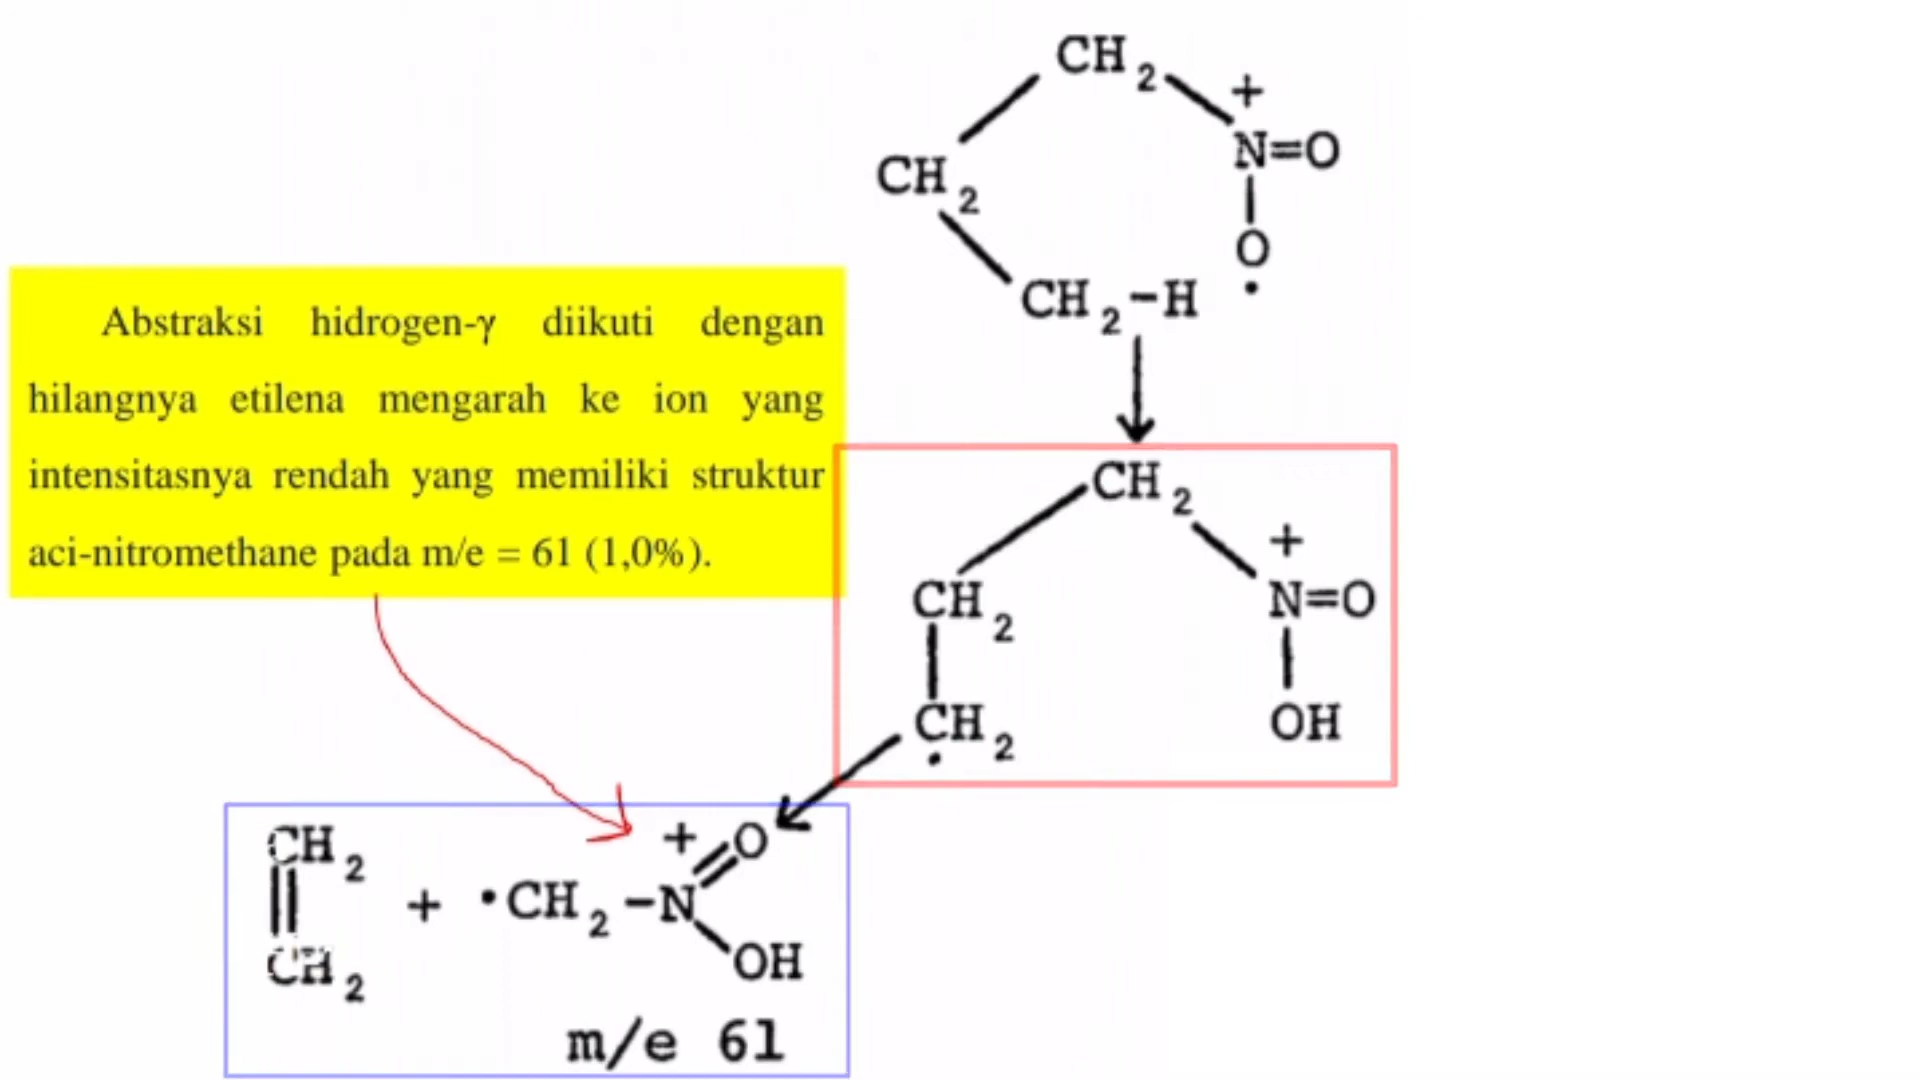 CH2
+
N=O
CH2
O
.
CH2-H
Abstraksi hidrogen-γ diikuti dengan
hilangnya etilena mengarah ke ion yang
intensitasnya rendah yang memiliki struktur
aci-nitromethane pada m/e = 61 (1,0%).
CH2
+
CH2
N=O
CH2
.
OH
CH2
+
O
+ ·CH2-N
CH2
OH
m/e 61